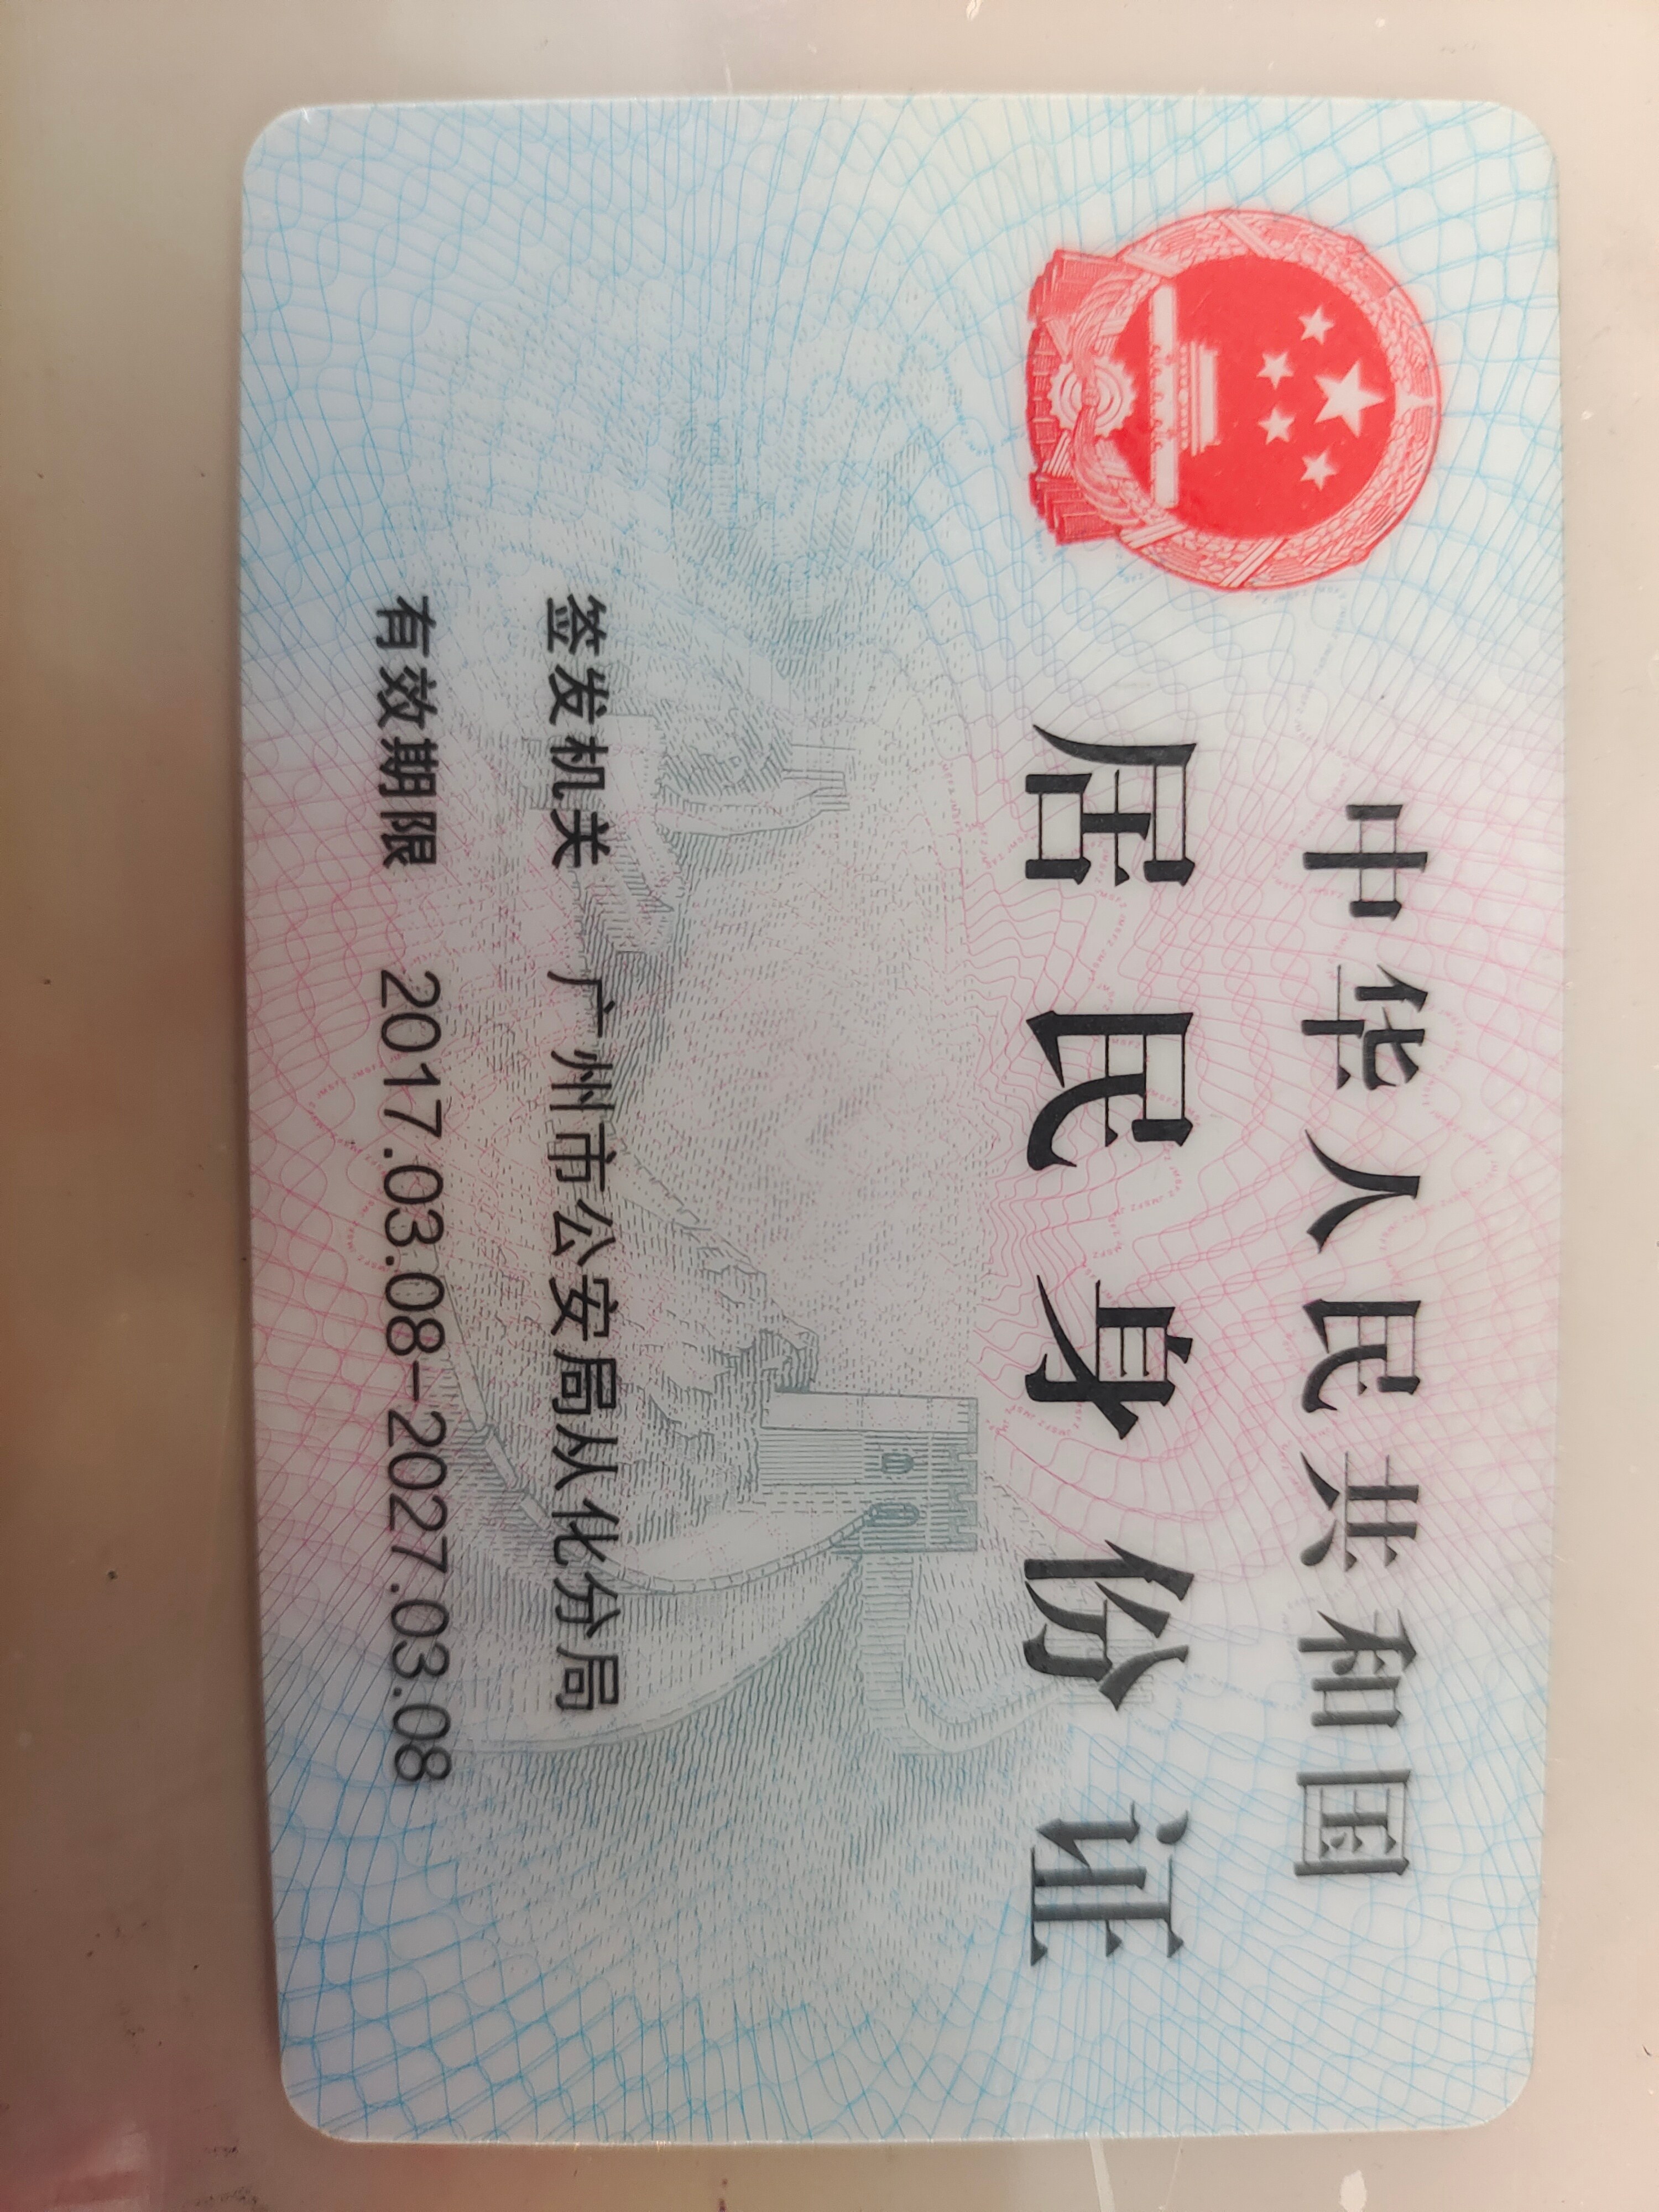 中华人民共和国
居民身份证
签发机关 广州市公安局从化分局
有效期限 2017.03.08-2027.03.08